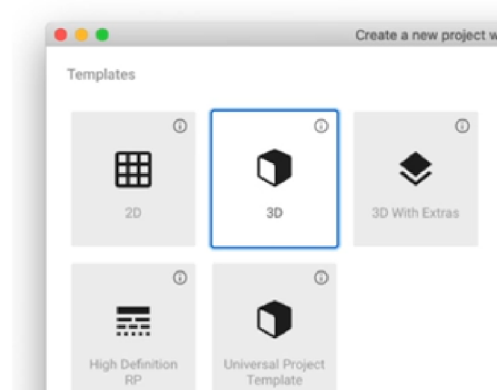 Create a new project w
Templates
2D
3D
3D With Extras
High Definition
RP
Universal Project
Template